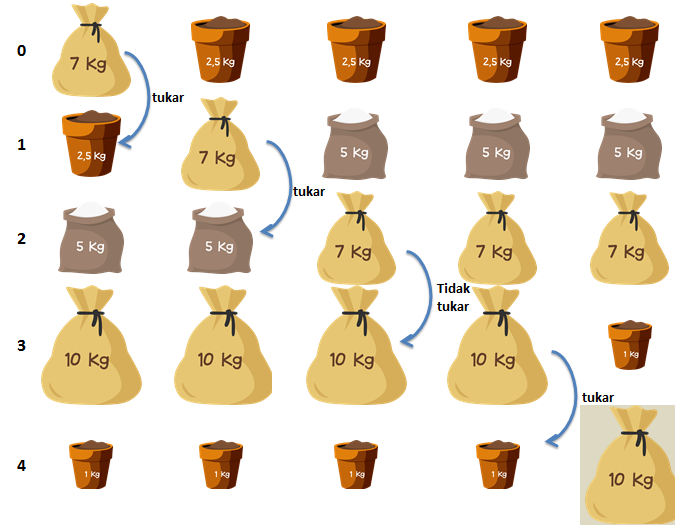 0 7 Kg 2,5 Kg 2,5 Kg 2,5 Kg 2,5 Kg
tukar
1 2,5 Kg 7 Kg 5 Kg 5 Kg 5 Kg
tukar
2 5 Kg 5 Kg 7 Kg 7 Kg 7 Kg
Tidak
tukar
3 10 Kg 10 Kg 10 Kg 10 Kg 1 Kg
tukar
4 1 Kg 1 Kg 1 Kg 1 Kg 10 Kg